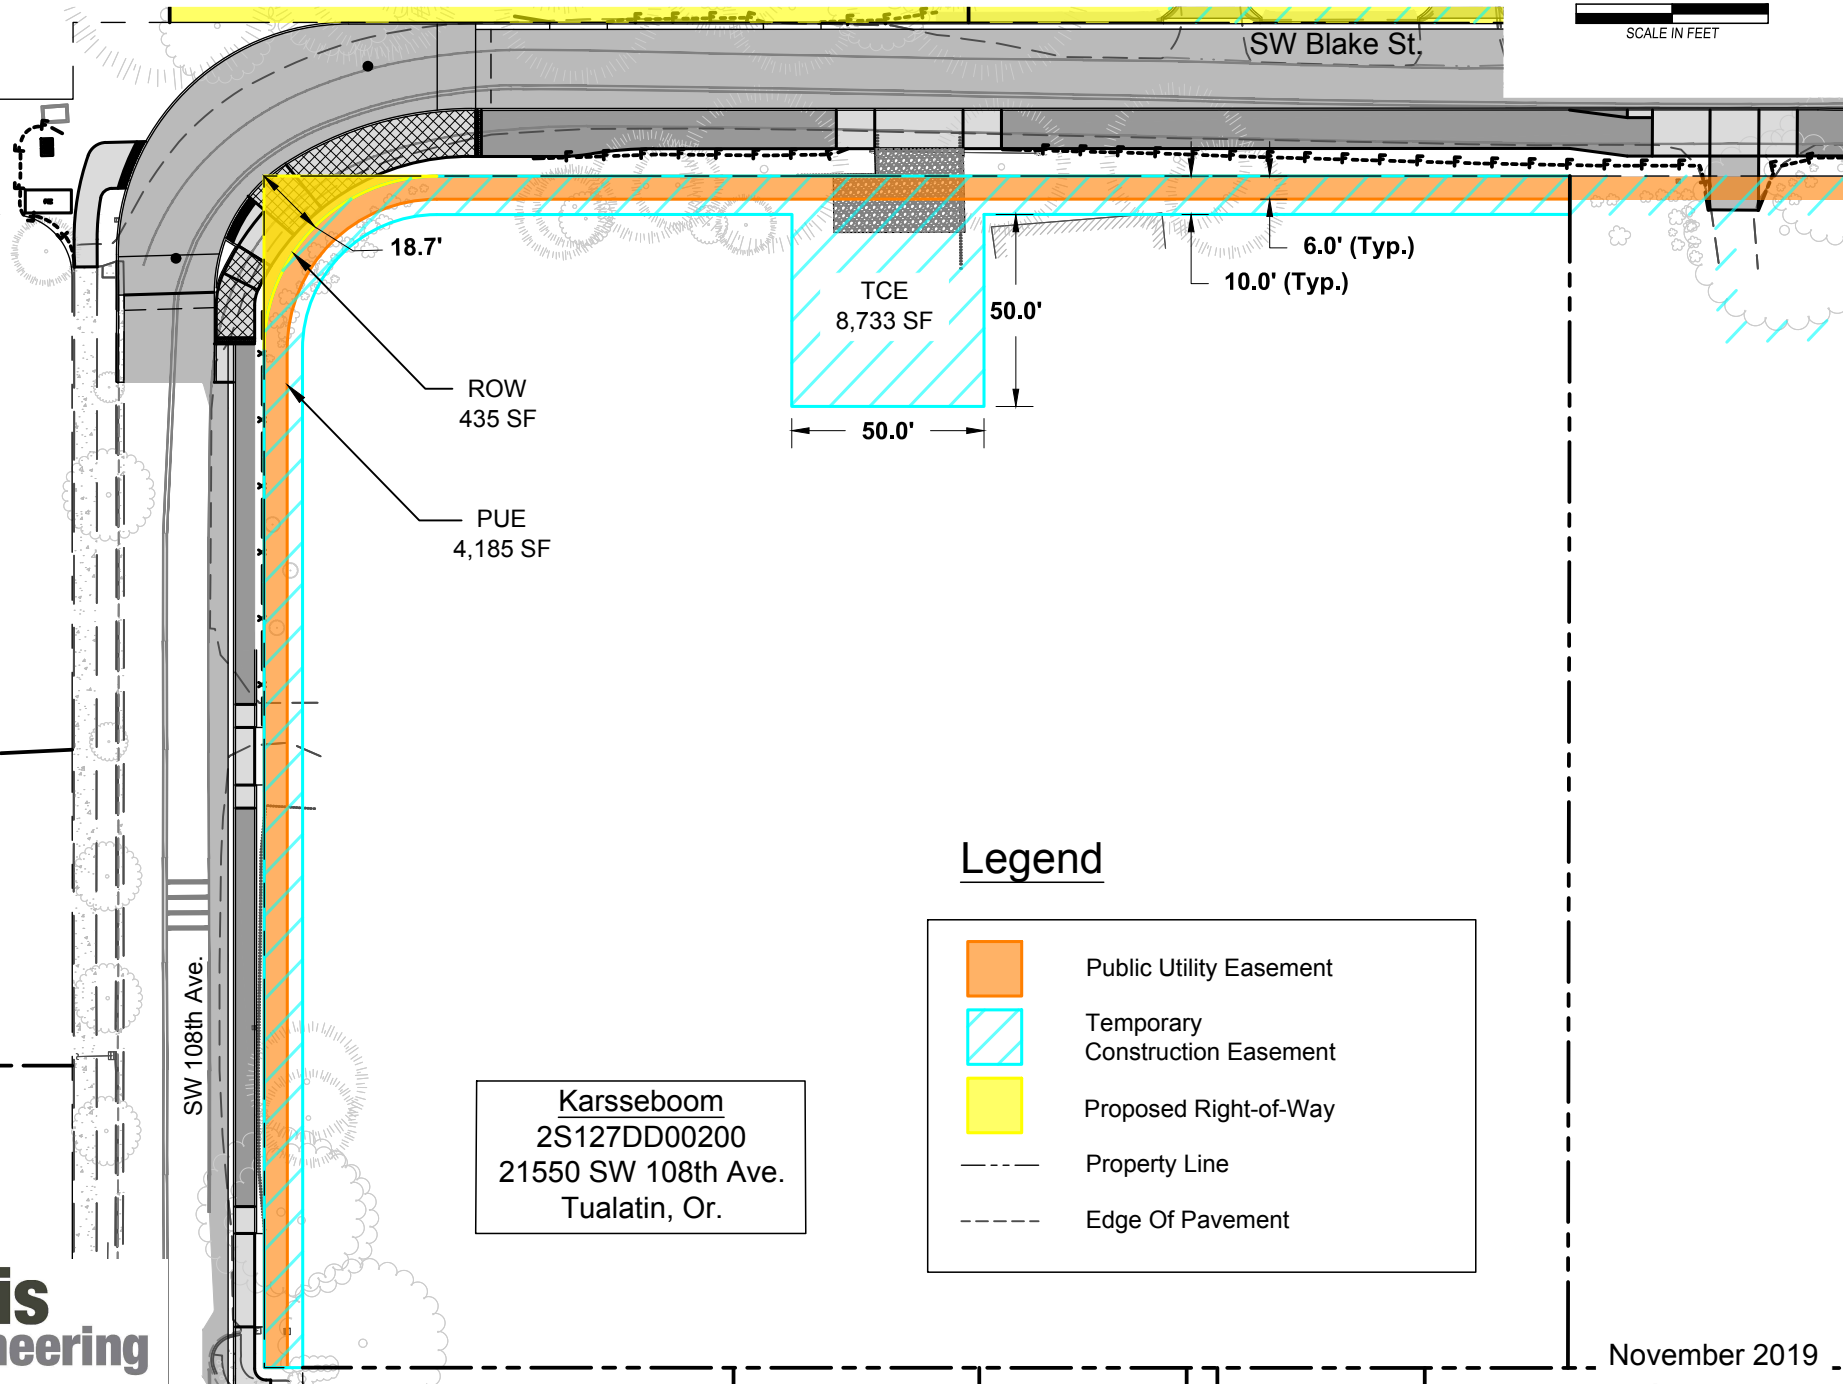 SCALE IN FEET
SW Blake St.
18.7'
6.0' (Typ.)
10.0' (Typ.)
TCE
8,733 SF
50.0'
50.0'
ROW
435 SF
PUE
4,185 SF
SW 108th Ave.
Legend
Public Utility Easement
Temporary
Construction Easement
Proposed Right-of-Way
Property Line
Edge Of Pavement
Karsseboom
2S127DD00200
21550 SW 108th Ave.
Tualatin, Or.
is
neering
November 2019